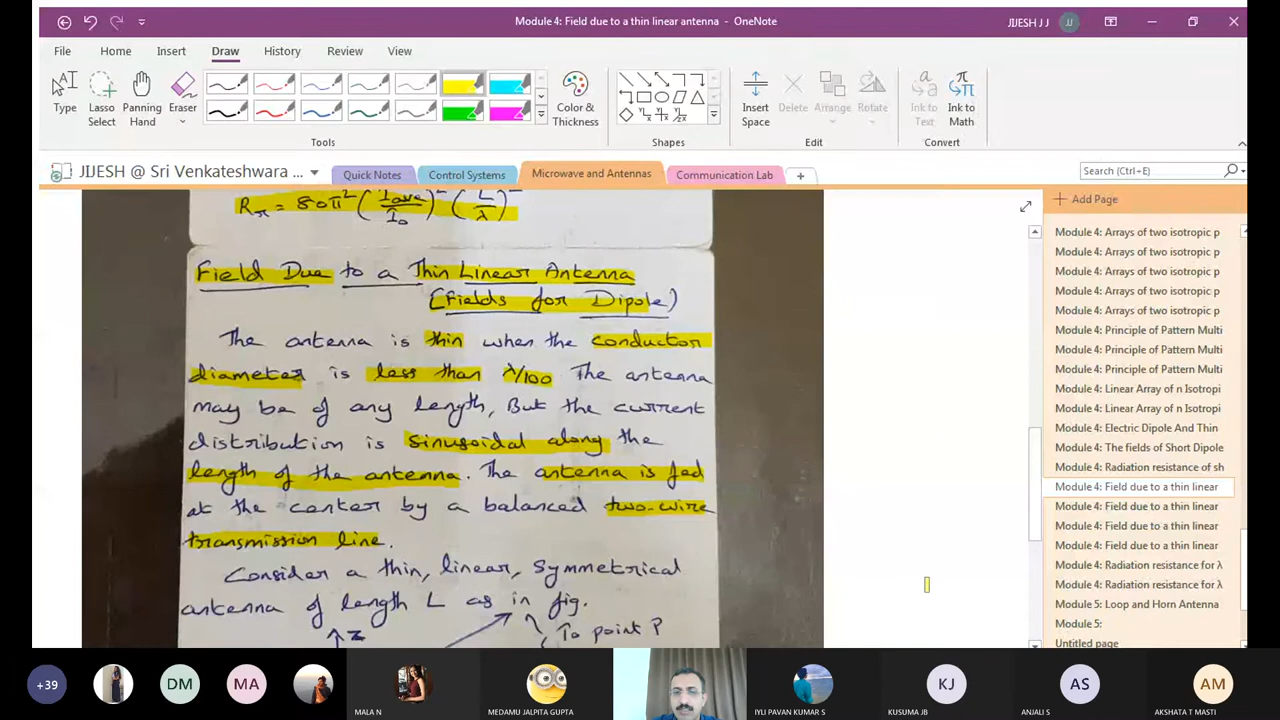 Module 4: Field due to a thin linear antenna - OneNote
JIJESH J J
JJ
File Home Insert Draw History Review View
Type
Lasso Select
Panning Hand
Eraser
Color & Thickness
Insert Space
Delete
Arrange
Rotate
Ink to Text
Ink to Math
Tools
Shapes
Edit
Convert
JIJESH @ Sri Venkateshwara ...
Quick Notes
Control Systems
Microwave and Antennas
Communication Lab
Search (Ctrl+E)
Rπ = 80π² (Iave/I₀)² (L/λ)²
Field Due to a Thin Linear Antenna
(Fields for Dipole)
The antenna is thin when the conductor
diameter is less than λ/100 The antenna
may be of any length, But the current
distribution is sinusoidal along the
length of the antenna. The antenna is fed
at the center by a balanced two-wire
transmission line.
Consider a thin, linear, Symmetrical
antenna of length L as in fig.
z
To point P
Add Page
Module 4: Arrays of two isotropic p
Module 4: Arrays of two isotropic p
Module 4: Arrays of two isotropic p
Module 4: Arrays of two isotropic p
Module 4: Arrays of two isotropic p
Module 4: Principle of Pattern Multi
Module 4: Principle of Pattern Multi
Module 4: Principle of Pattern Multi
Module 4: Linear Array of n Isotropi
Module 4: Linear Array of n Isotropi
Module 4: Electric Dipole And Thin
Module 4: The fields of Short Dipole
Module 4: Radiation resistance of sh
Module 4: Field due to a thin linear
Module 4: Field due to a thin linear
Module 4: Field due to a thin linear
Module 4: Field due to a thin linear
Module 4: Radiation resistance for λ
Module 4: Radiation resistance for λ
Module 5: Loop and Horn Antenna
Module 5:
Untitled page
+39
DM
MA
MALA N
MEDAMU JALPITA GUPTA
IYLI PAVAN KUMAR S
KJ
KUSUMA JB
AS
ANJALI S
AM
AKSHATA T MASTI